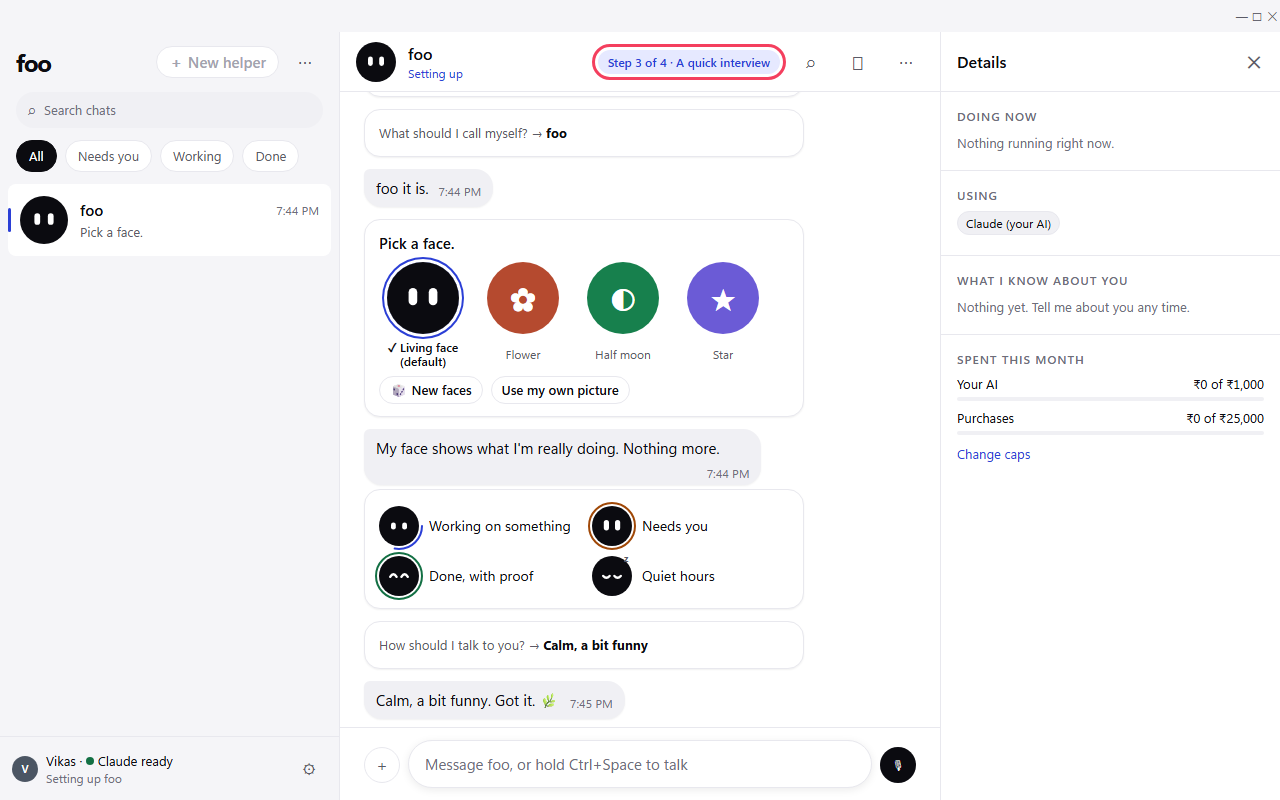 foo
+ New helper
Search chats
All
Needs you
Working
Done
foo
7:44 PM
Pick a face.
V
Vikas · Claude ready
Setting up foo
foo
Setting up
Step 3 of 4 · A quick interview
What should I call myself? → foo
foo it is. 7:44 PM
Pick a face.
✓ Living face
(default)
Flower
Half moon
Star
New faces
Use my own picture
My face shows what I'm really doing. Nothing more.
7:44 PM
Working on something
Needs you
Done, with proof
z
Quiet hours
How should I talk to you? → Calm, a bit funny
Calm, a bit funny. Got it. 🌿 7:45 PM
+
Message foo, or hold Ctrl+Space to talk
Details
DOING NOW
Nothing running right now.
USING
Claude (your AI)
WHAT I KNOW ABOUT YOU
Nothing yet. Tell me about you any time.
SPENT THIS MONTH
Your AI
₹0 of ₹1,000
Purchases
₹0 of ₹25,000
Change caps